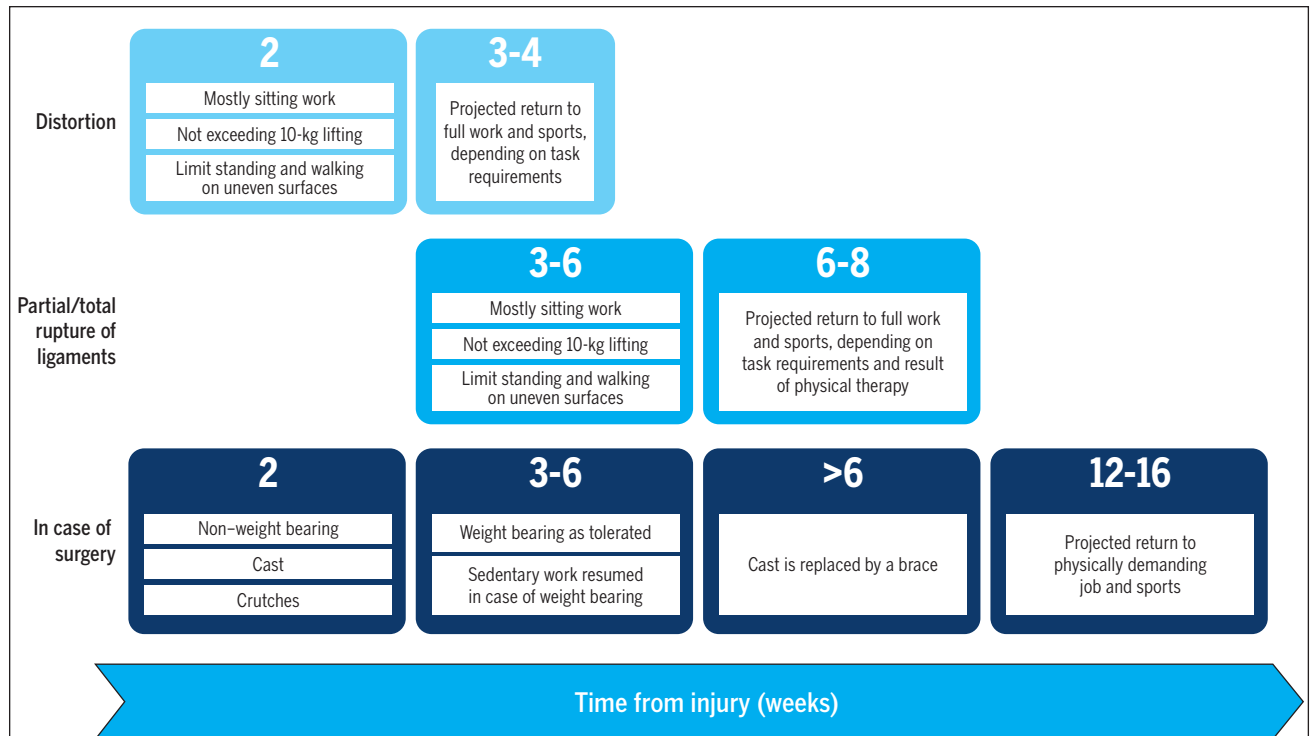 Distortion
2
Mostly sitting work
Not exceeding 10-kg lifting
Limit standing and walking
on uneven surfaces
3-4
Projected return to
full work and sports,
depending on task
requirements
Partial/total
rupture of
ligaments
3-6
Mostly sitting work
Not exceeding 10-kg lifting
Limit standing and walking
on uneven surfaces
6-8
Projected return to full work
and sports, depending on
task requirements and result
of physical therapy
In case of
surgery
2
Non–weight bearing
Cast
Crutches
3-6
Weight bearing as tolerated
Sedentary work resumed
in case of weight bearing
>6
Cast is replaced by a brace
12-16
Projected return to
physically demanding
job and sports
Time from injury (weeks)